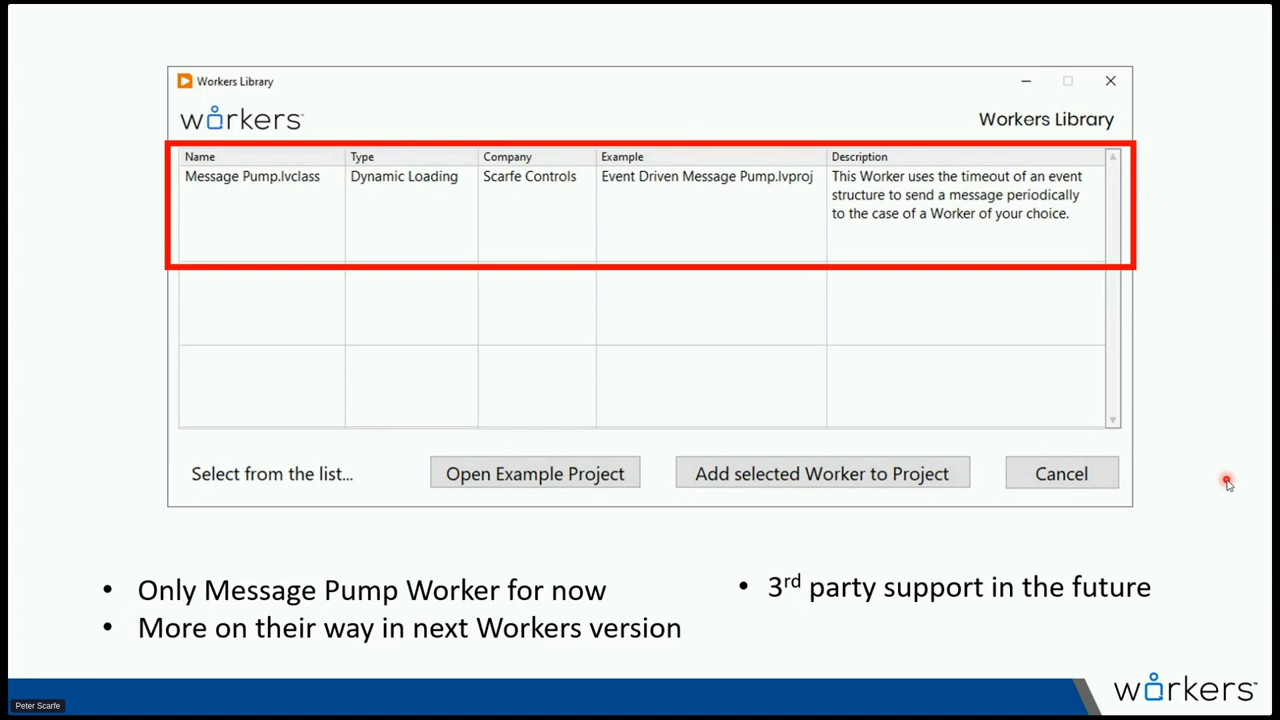 Workers Library
workers™
Workers Library
Name Type Company Example Description
Message Pump.lvclass Dynamic Loading Scarfe Controls Event Driven Message Pump.lvproj This Worker uses the timeout of an event
structure to send a message periodically
to the case of a Worker of your choice.
Select from the list... Open Example Project Add selected Worker to Project Cancel
• Only Message Pump Worker for now
• More on their way in next Workers version
• 3rd party support in the future
workers™
Peter Scarfe